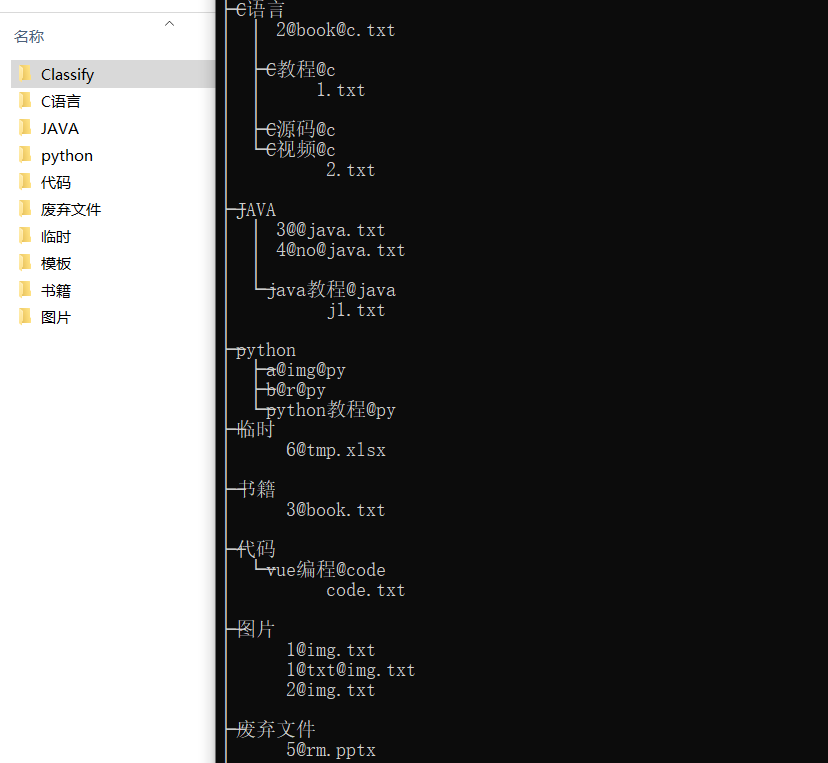 名称
Classify
C语言
JAVA
python
代码
废弃文件
临时
模板
书籍
图片
C语言
2@book@c.txt
C教程@c
1.txt
C源码@c
C视频@c
2.txt
JAVA
3@@java.txt
4@no@java.txt
java教程@java
j1.txt
python
a@img@py
b@r@py
python教程@py
临时
6@tmp.xlsx
书籍
3@book.txt
代码
vue编程@code
code.txt
图片
1@img.txt
1@txt@img.txt
2@img.txt
废弃文件
5@rm.pptx